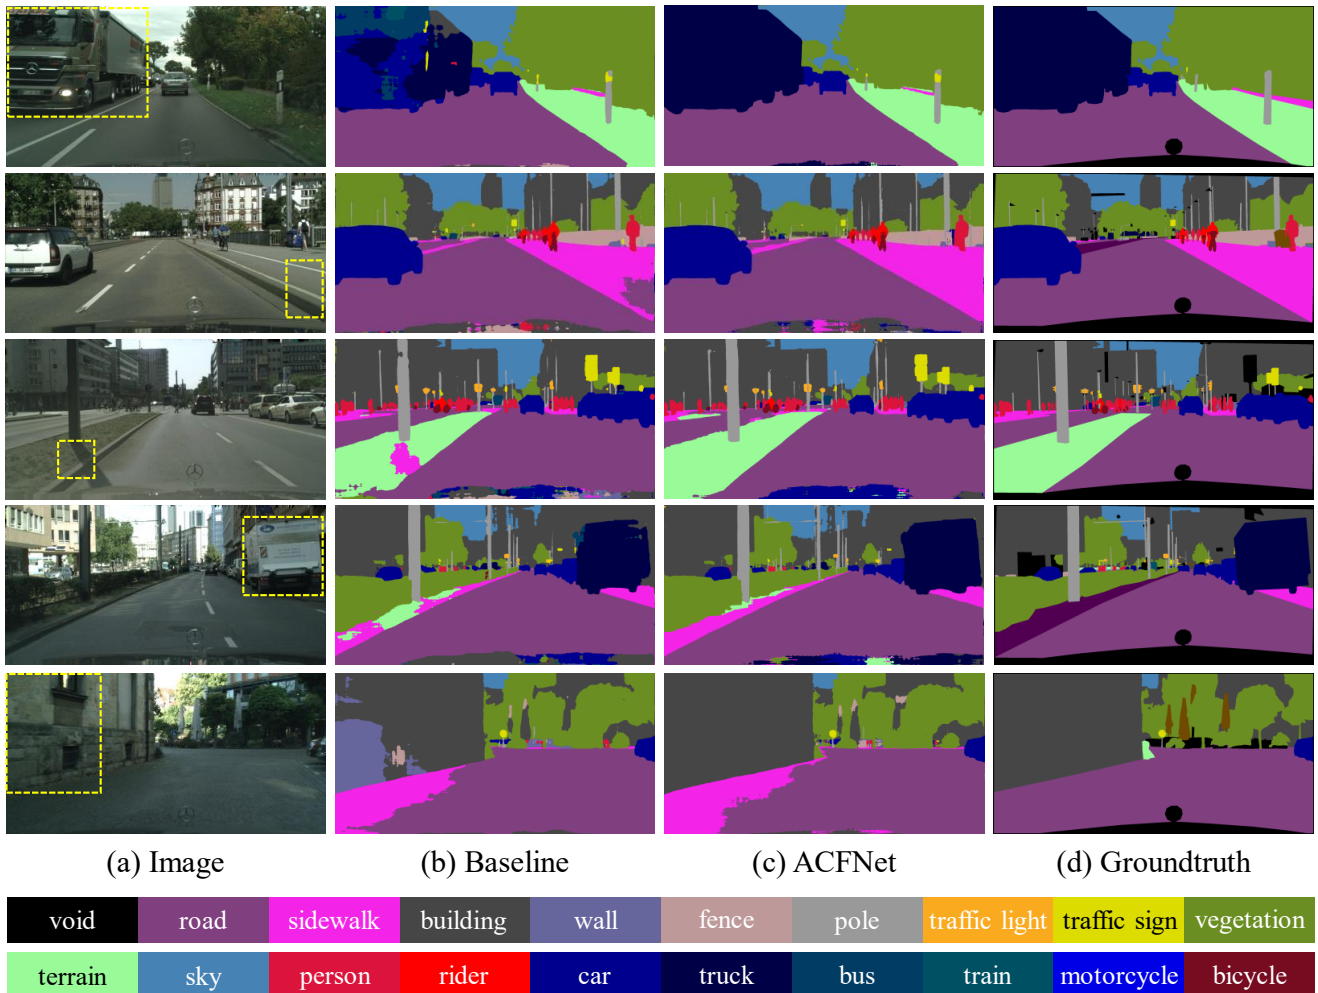 (a) Image (b) Baseline (c) ACFNet (d) Groundtruth
void road sidewalk building wall fence pole traffic light traffic sign vegetation
terrain sky person rider car truck bus train motorcycle bicycle